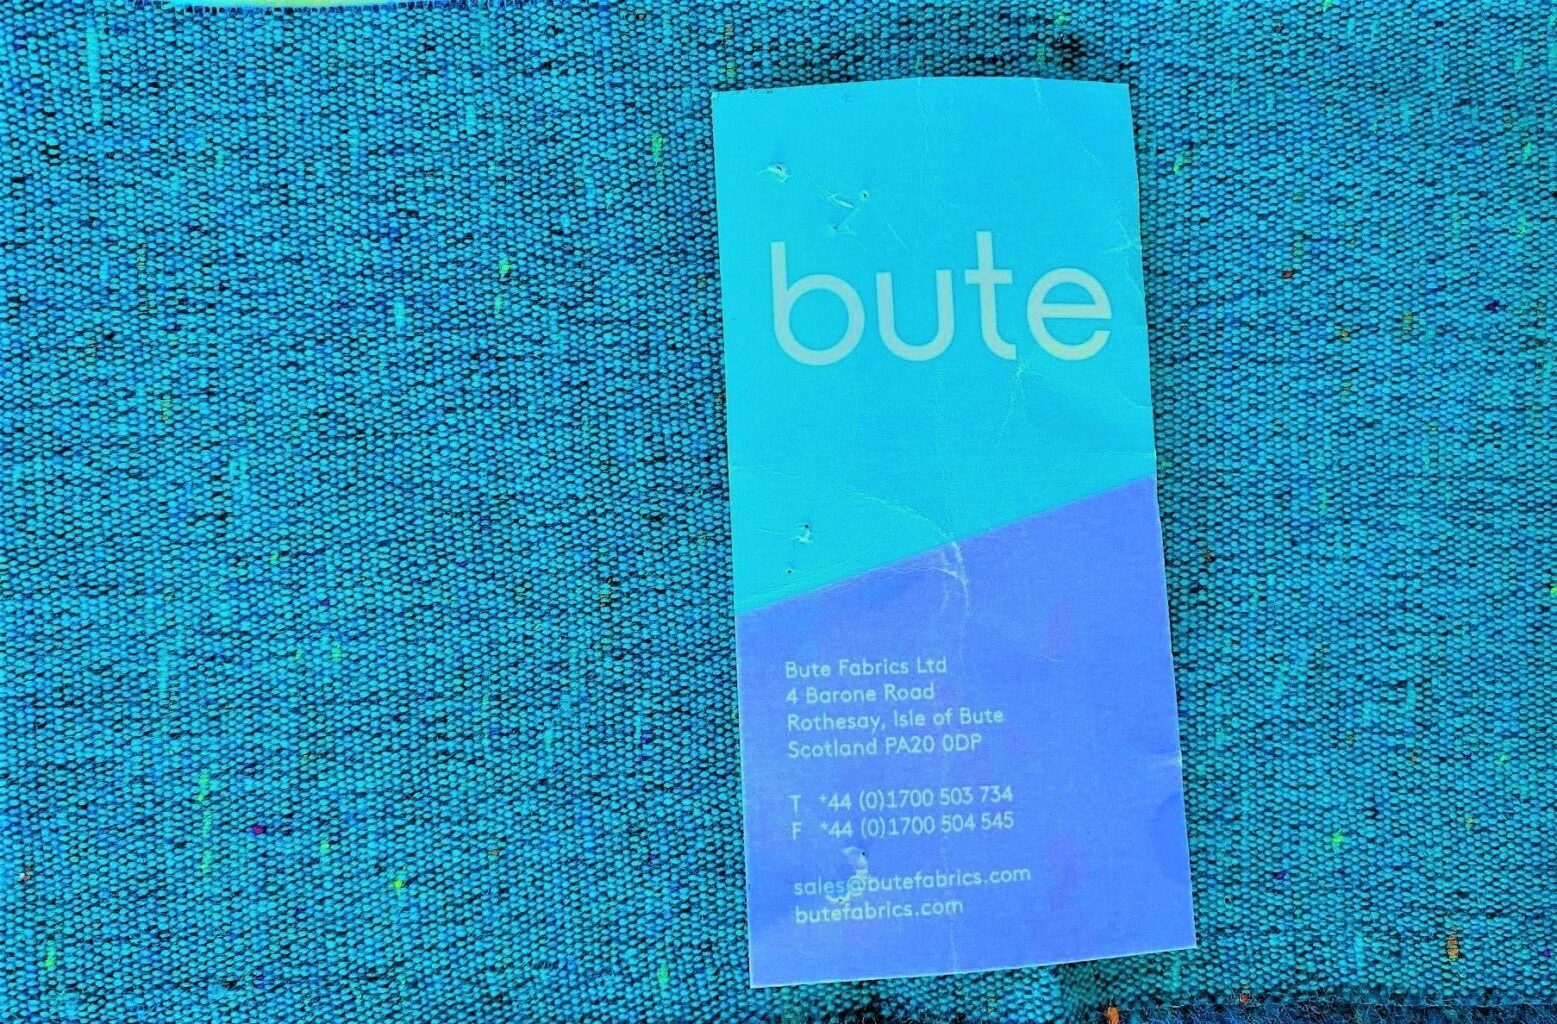 bute
Bute Fabrics Ltd
4 Barone Road
Rothesay, Isle of Bute
Scotland PA20 0DP
T +44 (0)1700 503 734
F +44 (0)1700 504 545
sales@butefabrics.com
butefabrics.com